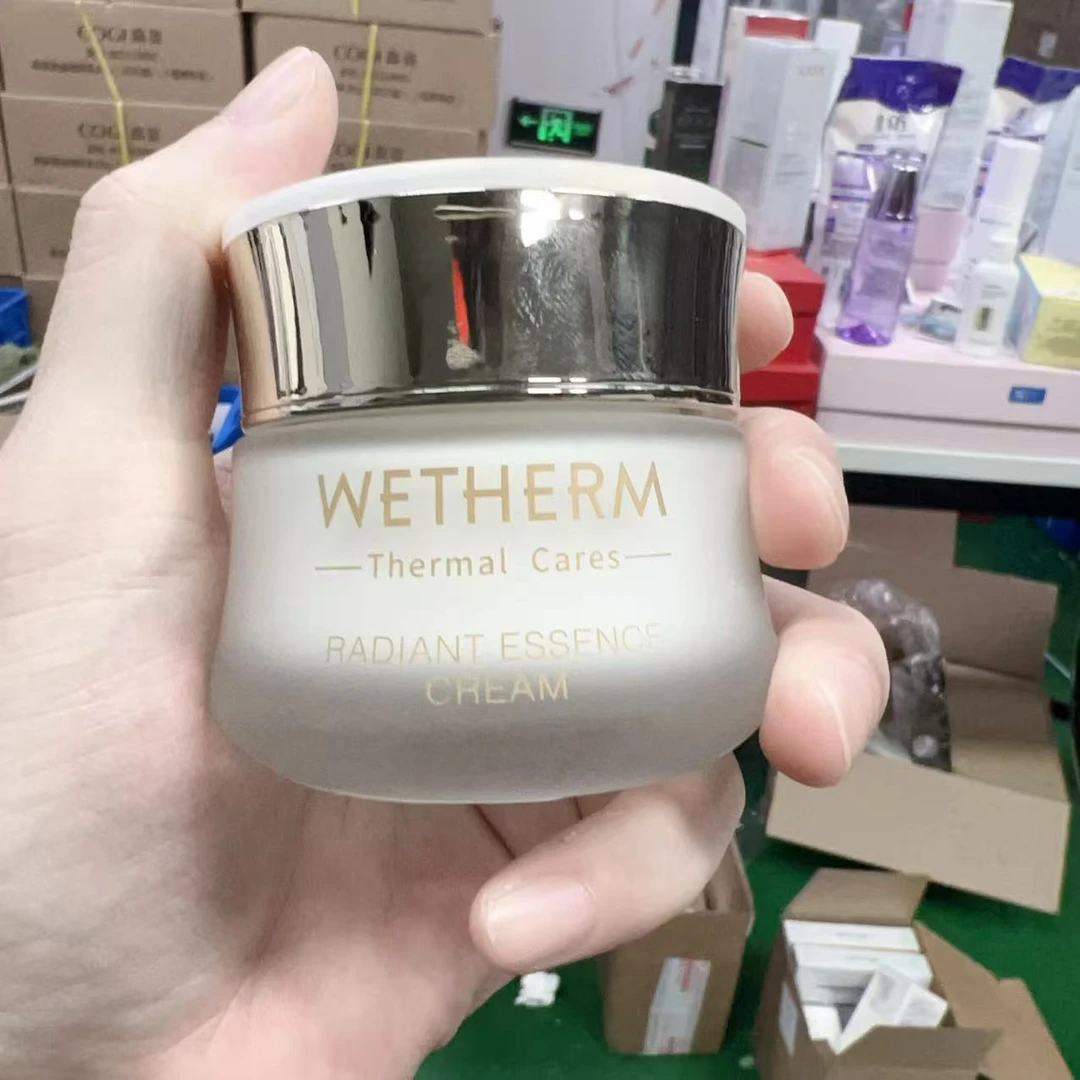 WETHERM
Thermal Cares
RADIANT ESSENCE
CREAM